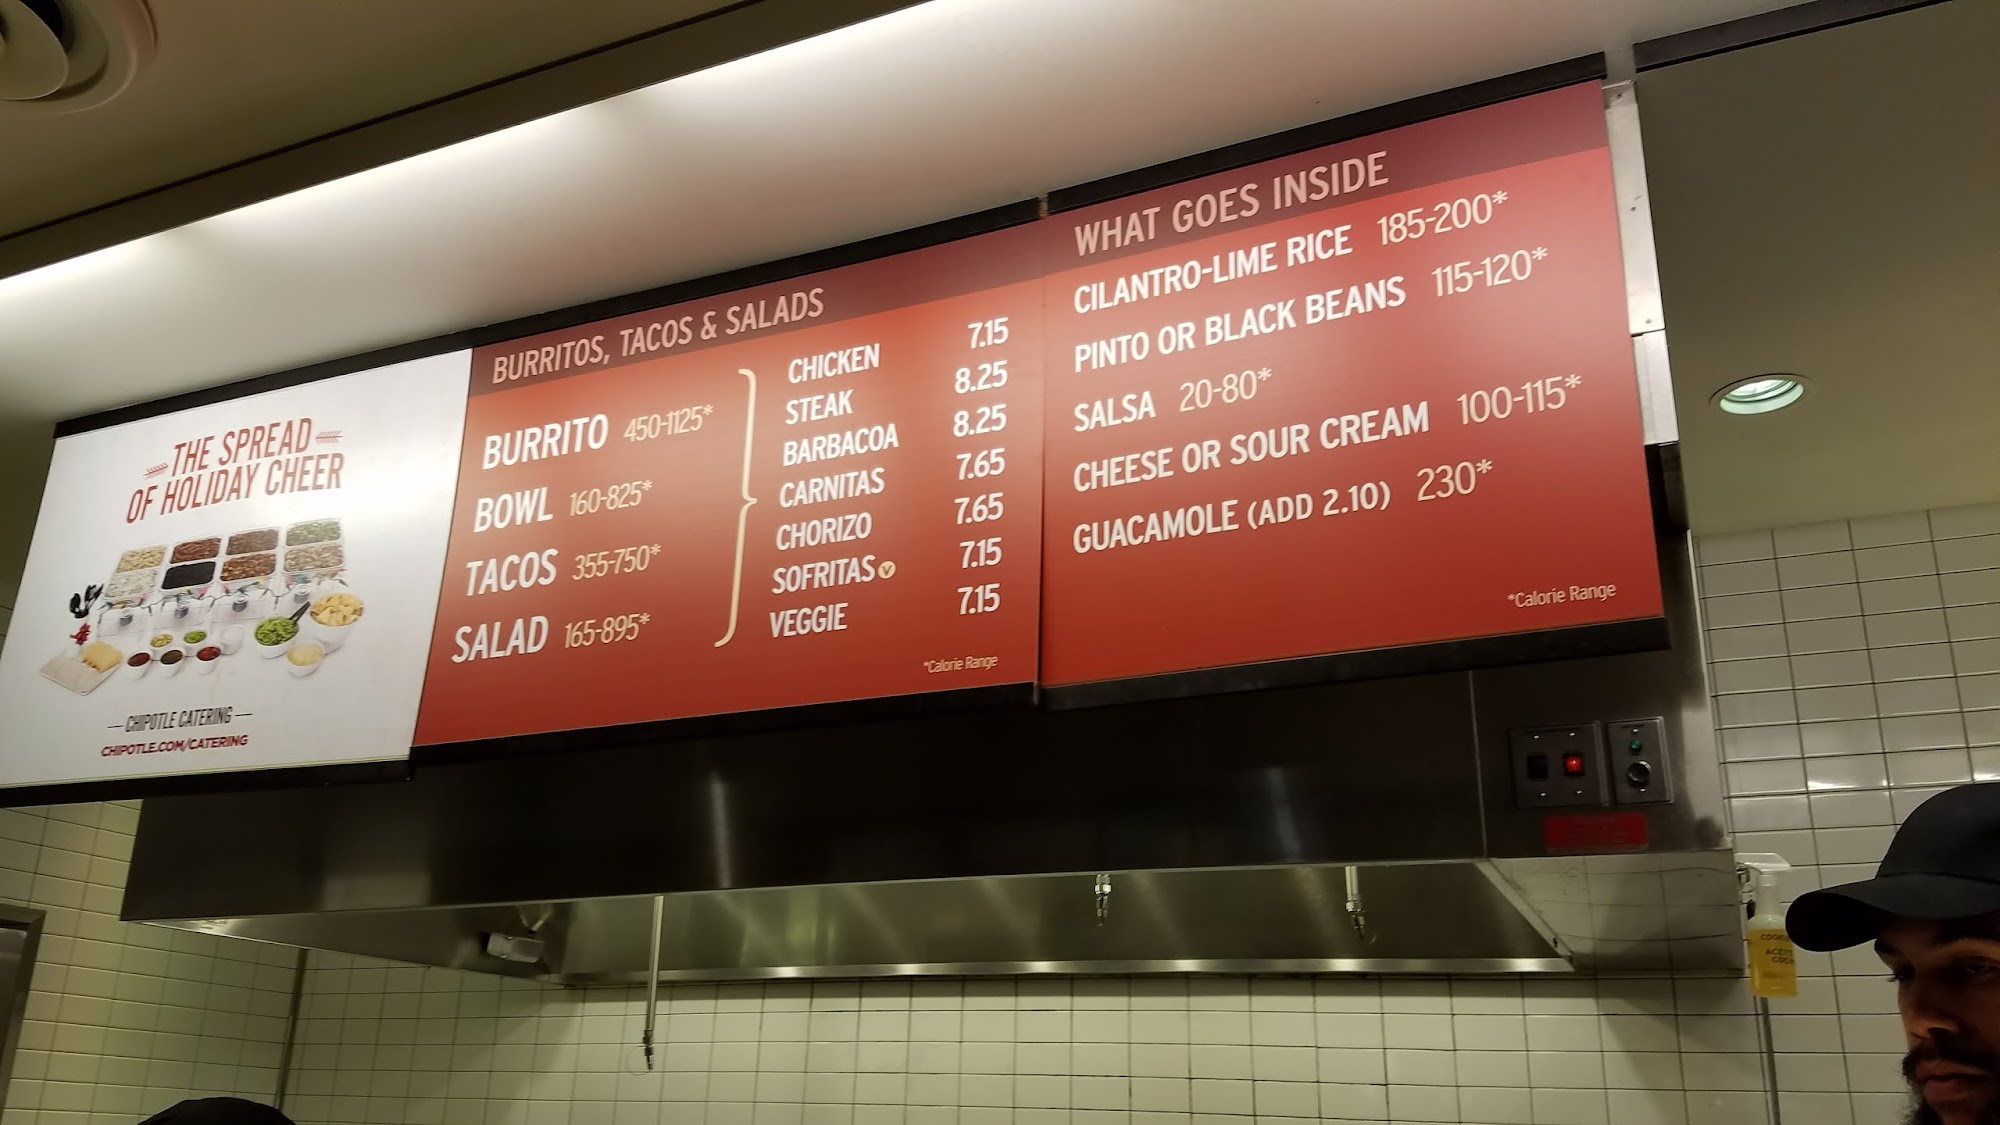 THE SPREAD
OF HOLIDAY CHEER
CHIPOTLE CATERING
CHIPOTLE.COM/CATERING
BURRITOS, TACOS & SALADS
BURRITO 450-1125*
BOWL 160-825*
TACOS 355-750*
SALAD 165-895*
CHICKEN 7.15
STEAK 8.25
BARBACOA 8.25
CARNITAS 7.65
CHORIZO 7.65
SOFRITAS V 7.15
VEGGIE 7.15
*Calorie Range
WHAT GOES INSIDE
CILANTRO-LIME RICE 185-200*
PINTO OR BLACK BEANS 115-120*
SALSA 20-80*
CHEESE OR SOUR CREAM 100-115*
GUACAMOLE (ADD 2.10) 230*
*Calorie Range